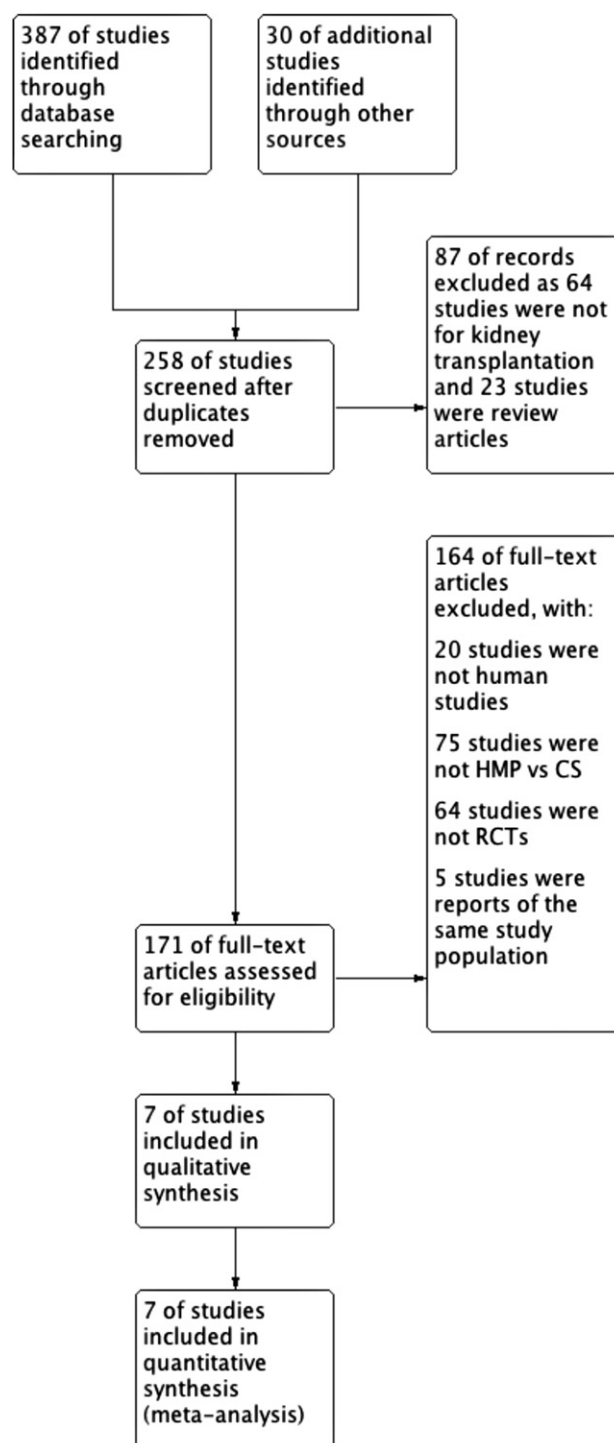 387 of studies
identified
through
database
searching
30 of additional
studies
identified
through other
sources
87 of records
excluded as 64
studies were not
for kidney
transplantation
and 23 studies
were review
articles
258 of studies
screened after
duplicates
removed
164 of full-text
articles
excluded, with:
20 studies were
not human
studies
75 studies were
not HMP vs CS
64 studies were
not RCTs
5 studies were
reports of the
same study
population
171 of full-text
articles assessed
for eligibility
7 of studies
included in
qualitative
synthesis
7 of studies
included in
quantitative
synthesis
(meta-analysis)